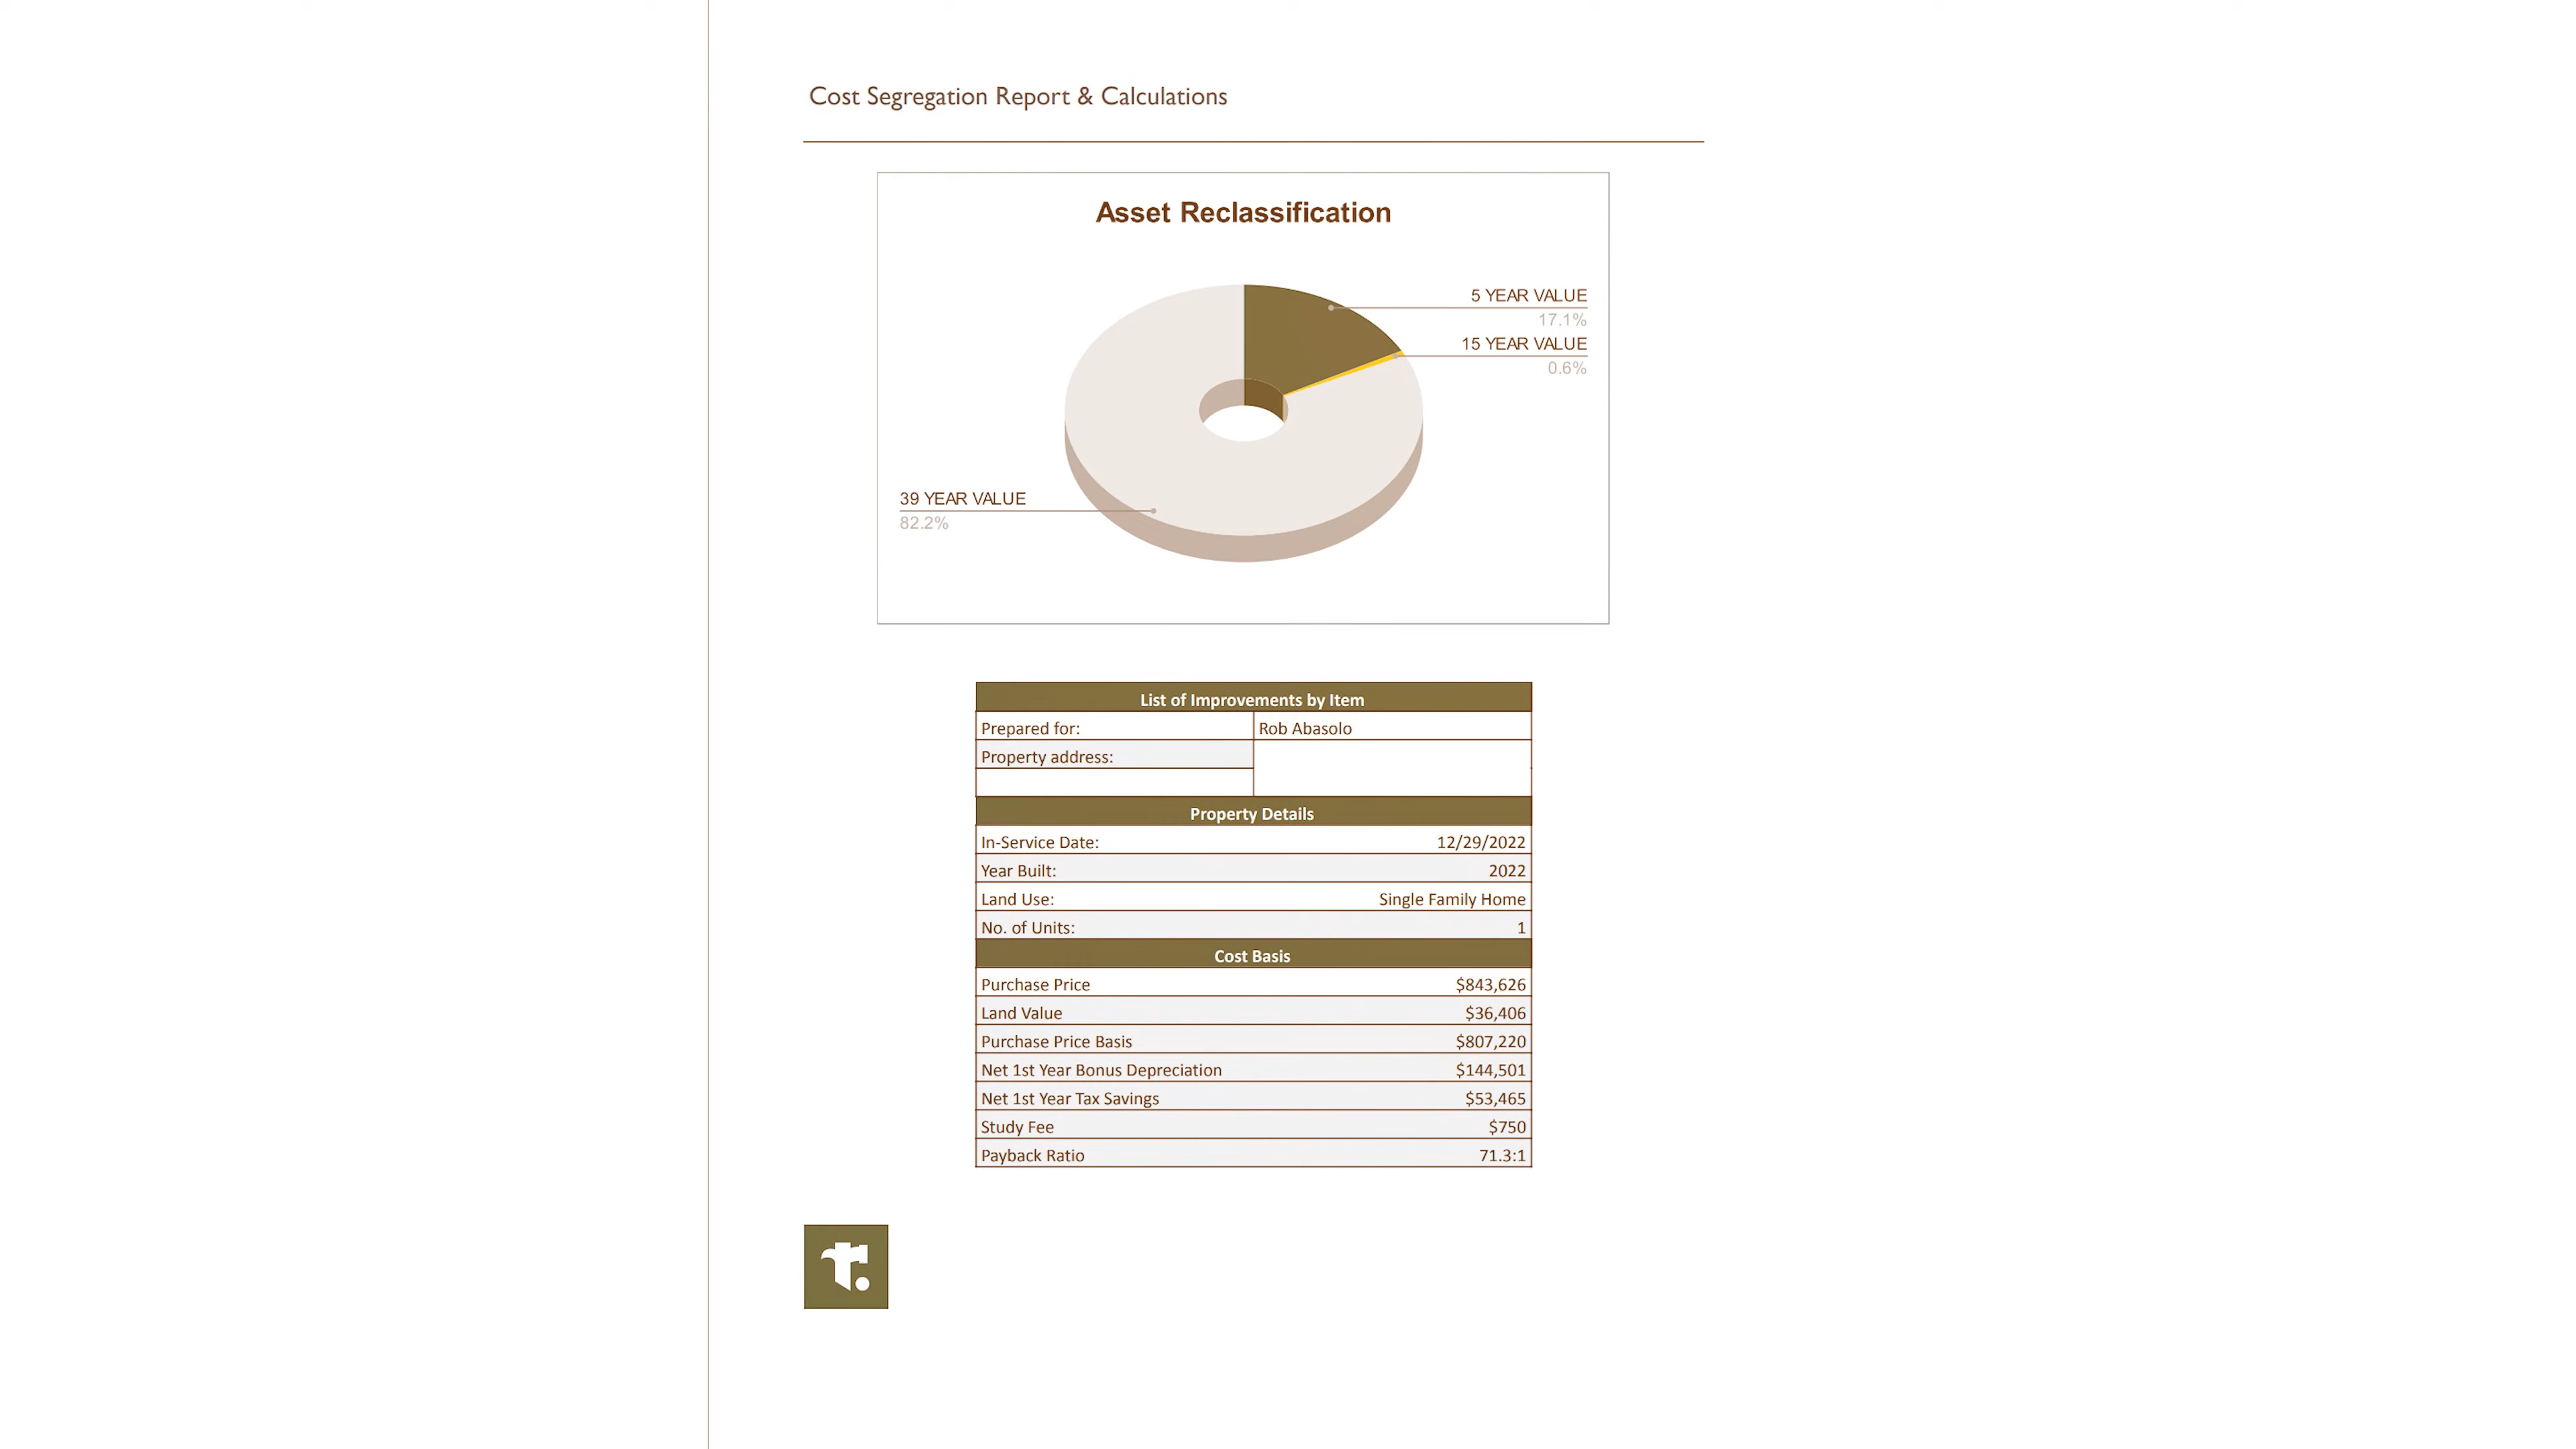 Cost Segregation Report & Calculations
Asset Reclassification
5 YEAR VALUE
17.1%
15 YEAR VALUE
0.6%
39 YEAR VALUE
82.2%
List of Improvements by Item
Prepared for: Rob Abasolo
Property address:
Property Details
In-Service Date: 12/29/2022
Year Built: 2022
Land Use: Single Family Home
No. of Units: 1
Cost Basis
Purchase Price $843,626
Land Value $36,406
Purchase Price Basis $807,220
Net 1st Year Bonus Depreciation $144,501
Net 1st Year Tax Savings $53,465
Study Fee $750
Payback Ratio 71.3:1